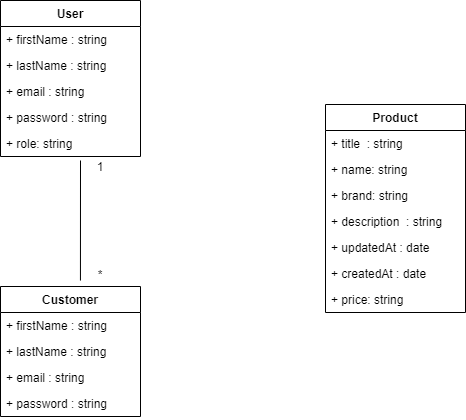 User
+ firstName : string
+ lastName : string
+ email : string
+ password : string
+ role: string
1
*
Customer
+ firstName : string
+ lastName : string
+ email : string
+ password : string
Product
+ title : string
+ name: string
+ brand: string
+ description : string
+ updatedAt : date
+ createdAt : date
+ price: string